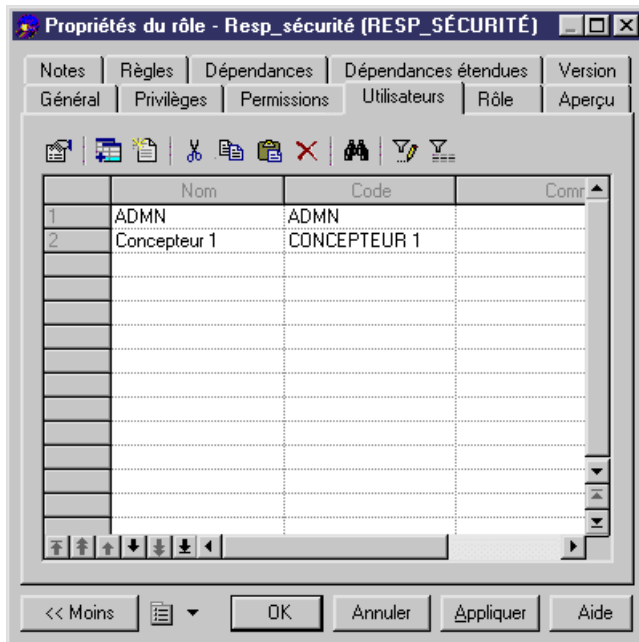 Propriétés du rôle - Resp_sécurité (RESP_SÉCURITÉ)
Notes Règles Dépendances Dépendances étendues Version
Général Privilèges Permissions Utilisateurs Rôle Aperçu
Nom Code Comr
1 ADMN ADMN
2 Concepteur 1 CONCEPTEUR 1
<< Moins OK Annuler Appliquer Aide